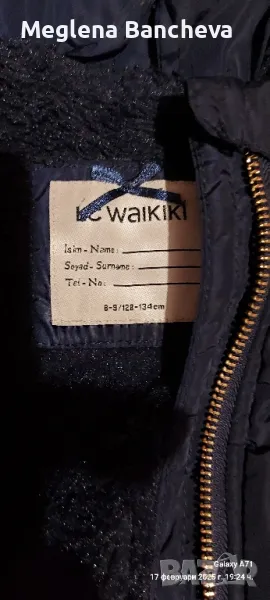 Meglena Bancheva
LC WAIKIKI
Isim - Name:
Soyad - Surname:
Tel - No:
8-9/128-134cm
Galaxy A71
17 февруари 2025 г. 19:24 ч.